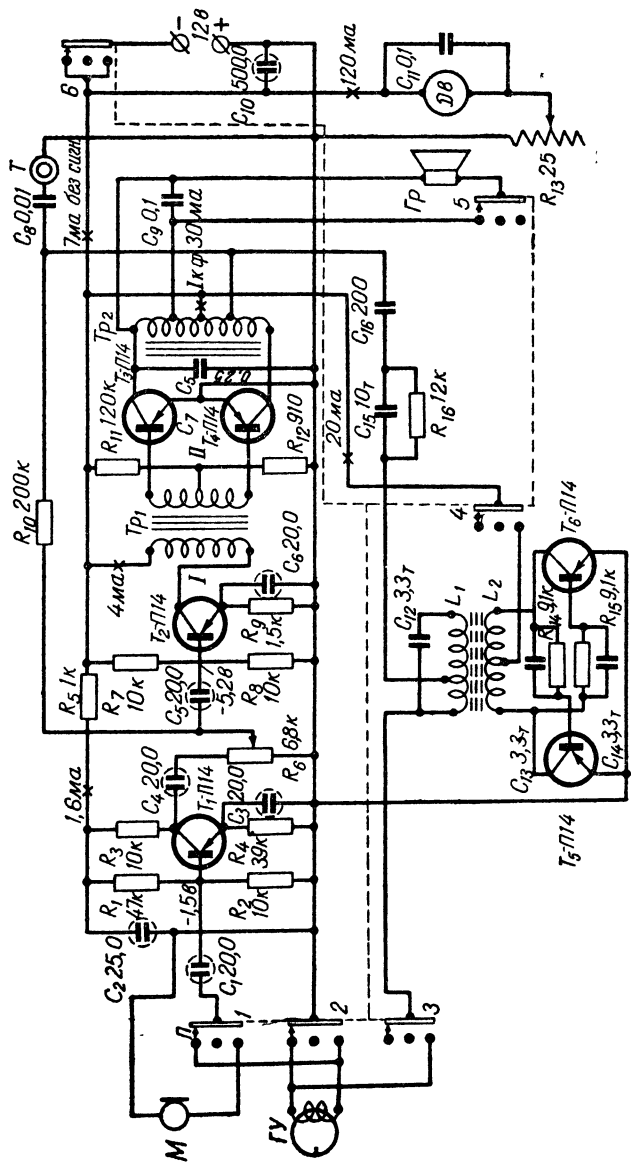 М
ГУ
C₂ 25,0
C₁ 20,0
П
1
2
3
R₁
47к
-1,5в
R₂
10к
R₃
10к
T₁-П14
R₄
39к
C₃ 20,0
C₄ 20,0
R₆
6,8к
1,6ма
R₅ 1к
R₇
10к
C₅ 20,0
-5,2в
R₈
10к
T₂-П14
R₉
1,5к
C₆ 20,0
4ма
I
Тр₁
II
R₁₀ 200к
R₁₁ 120к
R₁₂ 910
T₃-П14
C₇
T₄-П14
C₅
0,25
Тр₂
Iкф 30ма
C₉ 0,1
7ма без сигн.
C₈ 0,01
Т
6
12в
- +
C₁₀ 500,0
120ма
C₁₁ 0,1
ДВ
R₁₃ 25
Гр
5
20ма
C₁₆ 200
C₁₅ 10т
R₁₆ 12к
4
C₁₂ 3,3т
L₁
L₂
C₁₃ 3,3т
R₁₄ 9,1к
T₅-П14
C₁₄ 3,3т
R₁₅ 9,1к
T₆-П14